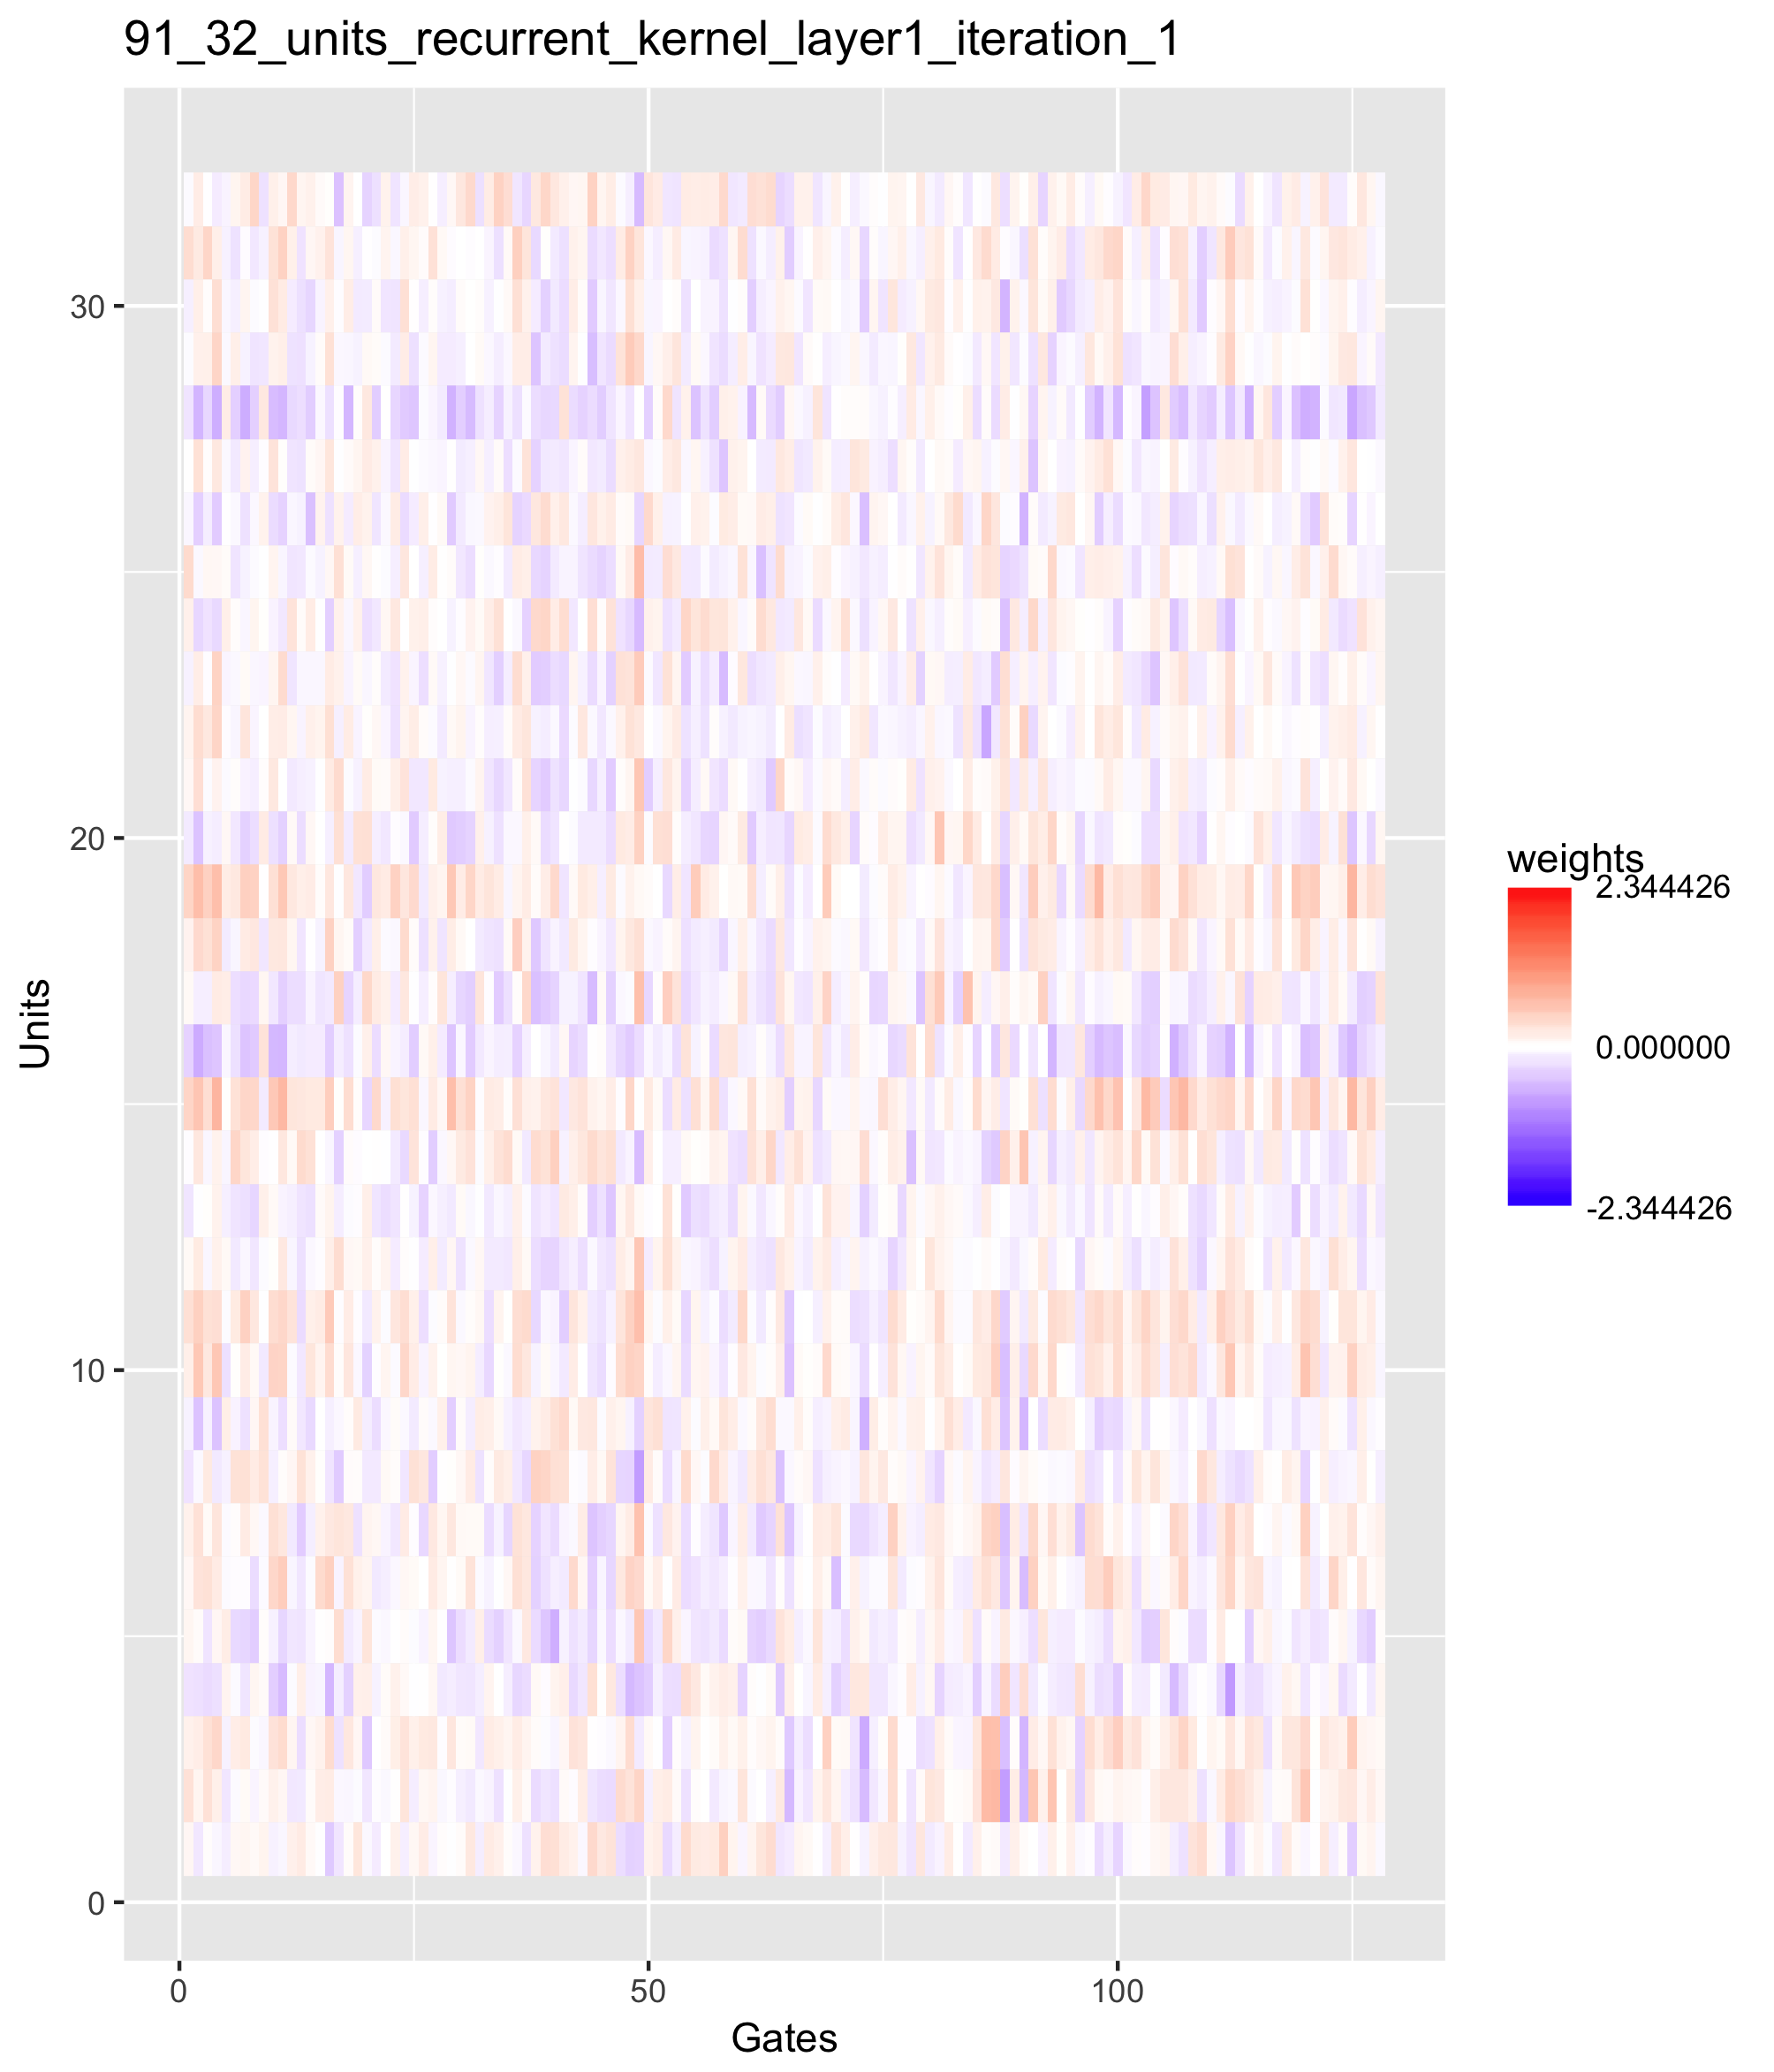 91_32_units_recurrent_kernel_layer1_iteration_1
30
20
10
0
Units
0
50
100
Gates
weights
2.344426
0.000000
-2.344426